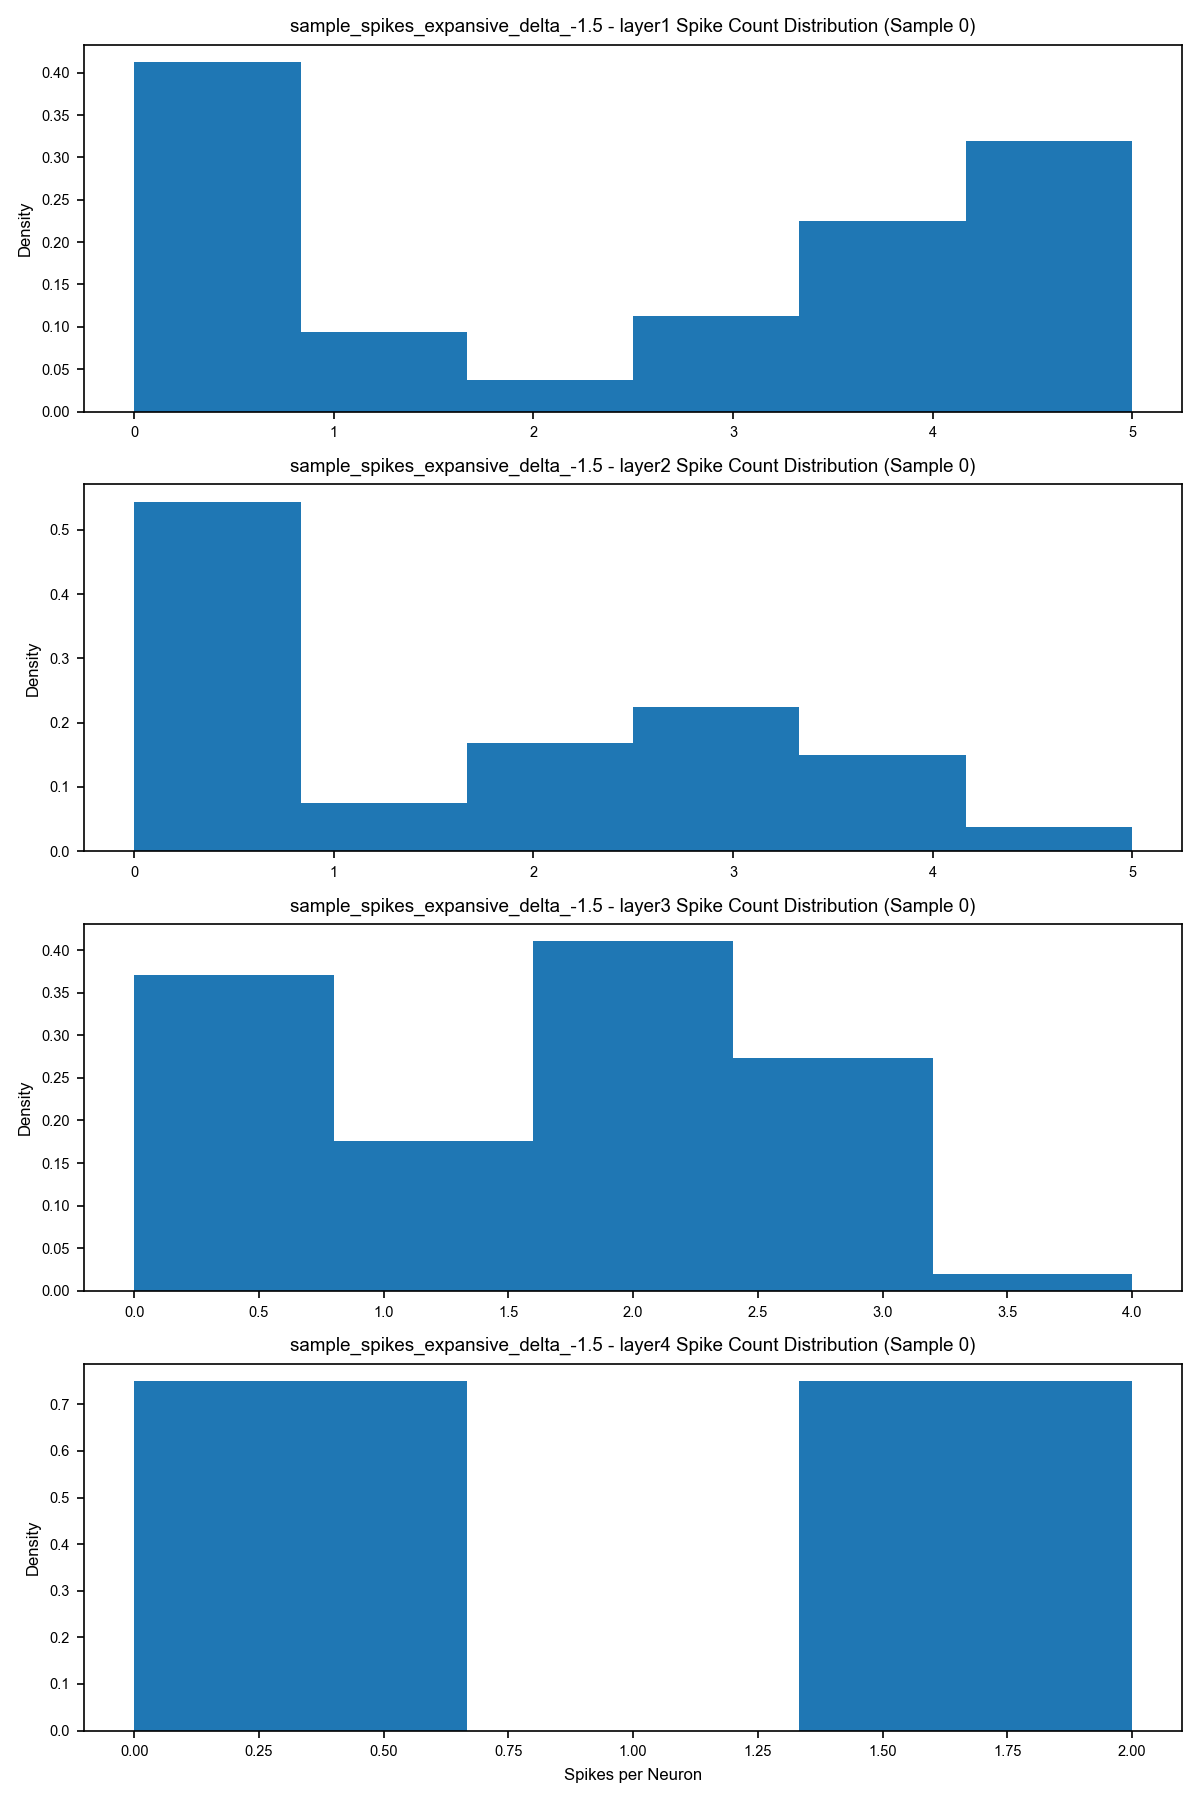 sample_spikes_expansive_delta_-1.5 - layer1 Spike Count Distribution (Sample 0)
Density
0.40
0.35
0.30
0.25
0.20
0.15
0.10
0.05
0.00
0 1 2 3 4 5
sample_spikes_expansive_delta_-1.5 - layer2 Spike Count Distribution (Sample 0)
Density
0.5
0.4
0.3
0.2
0.1
0.0
0 1 2 3 4 5
sample_spikes_expansive_delta_-1.5 - layer3 Spike Count Distribution (Sample 0)
Density
0.40
0.35
0.30
0.25
0.20
0.15
0.10
0.05
0.00
0.0 0.5 1.0 1.5 2.0 2.5 3.0 3.5 4.0
sample_spikes_expansive_delta_-1.5 - layer4 Spike Count Distribution (Sample 0)
Density
0.7
0.6
0.5
0.4
0.3
0.2
0.1
0.0
0.00 0.25 0.50 0.75 1.00 1.25 1.50 1.75 2.00
Spikes per Neuron